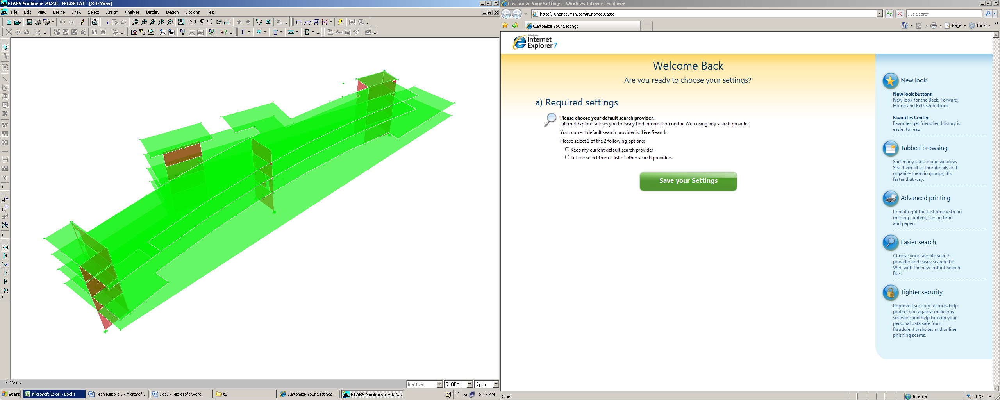 ETABS Nonlinear v9.2.0 - FFGDB LAT - [3-D View]
File Edit View Define Draw Select Assign Analyze Display Design Options Help
3-d
all
ps
clr
3-D View
Inactive
GLOBAL
Kip-in
Start
Microsoft Excel - Book1
Tech Report 3 - Microsof...
Doc1 - Microsoft Word
t3
Customize Your Settings ...
ETABS Nonlinear v9.2....
8:18 AM
Customize Your Settings - Windows Internet Explorer
http://runonce.msn.com/runonce3.aspx
Live Search
Customize Your Settings
Page
Tools
Windows
Internet
Explorer 7
Welcome Back
Are you ready to choose your settings?
a) Required settings
Please choose your default search provider.
Internet Explorer allows you to easily find information on the Web using any search provider.
Your current default search provider is: Live Search
Please select 1 of the 2 following options:
Keep my current default search provider.
Let me select from a list of other search providers.
Save your Settings
New look
New look buttons
New look for the Back, Forward,
Home and Refresh buttons.
Favorites Center
Favorites get friendlier; History is
easier to read.
Tabbed browsing
Surf many sites in one window.
See them all as thumbnails and
organize them in groups; it's
faster that way.
Advanced printing
Print it right the first time with no
missing content, saving time
and paper.
Easier search
Choose your favorite search
provider and easily search the
Web with the new Instant Search
Box.
Tighter security
Improved security features help
protect you against malicious
software and help to keep your
personal data safe from
fraudulent websites and online
phishing scams.
Done
Internet
100%